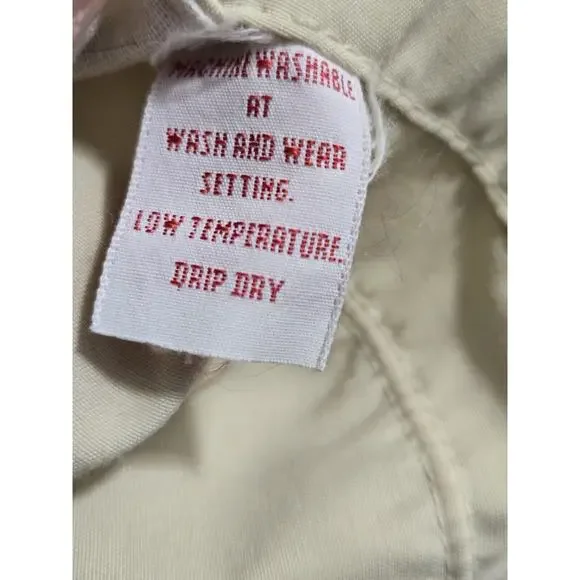 MACHINE WASHABLE
AT
WASH AND WEAR
SETTING.
LOW TEMPERATURE.
DRIP DRY